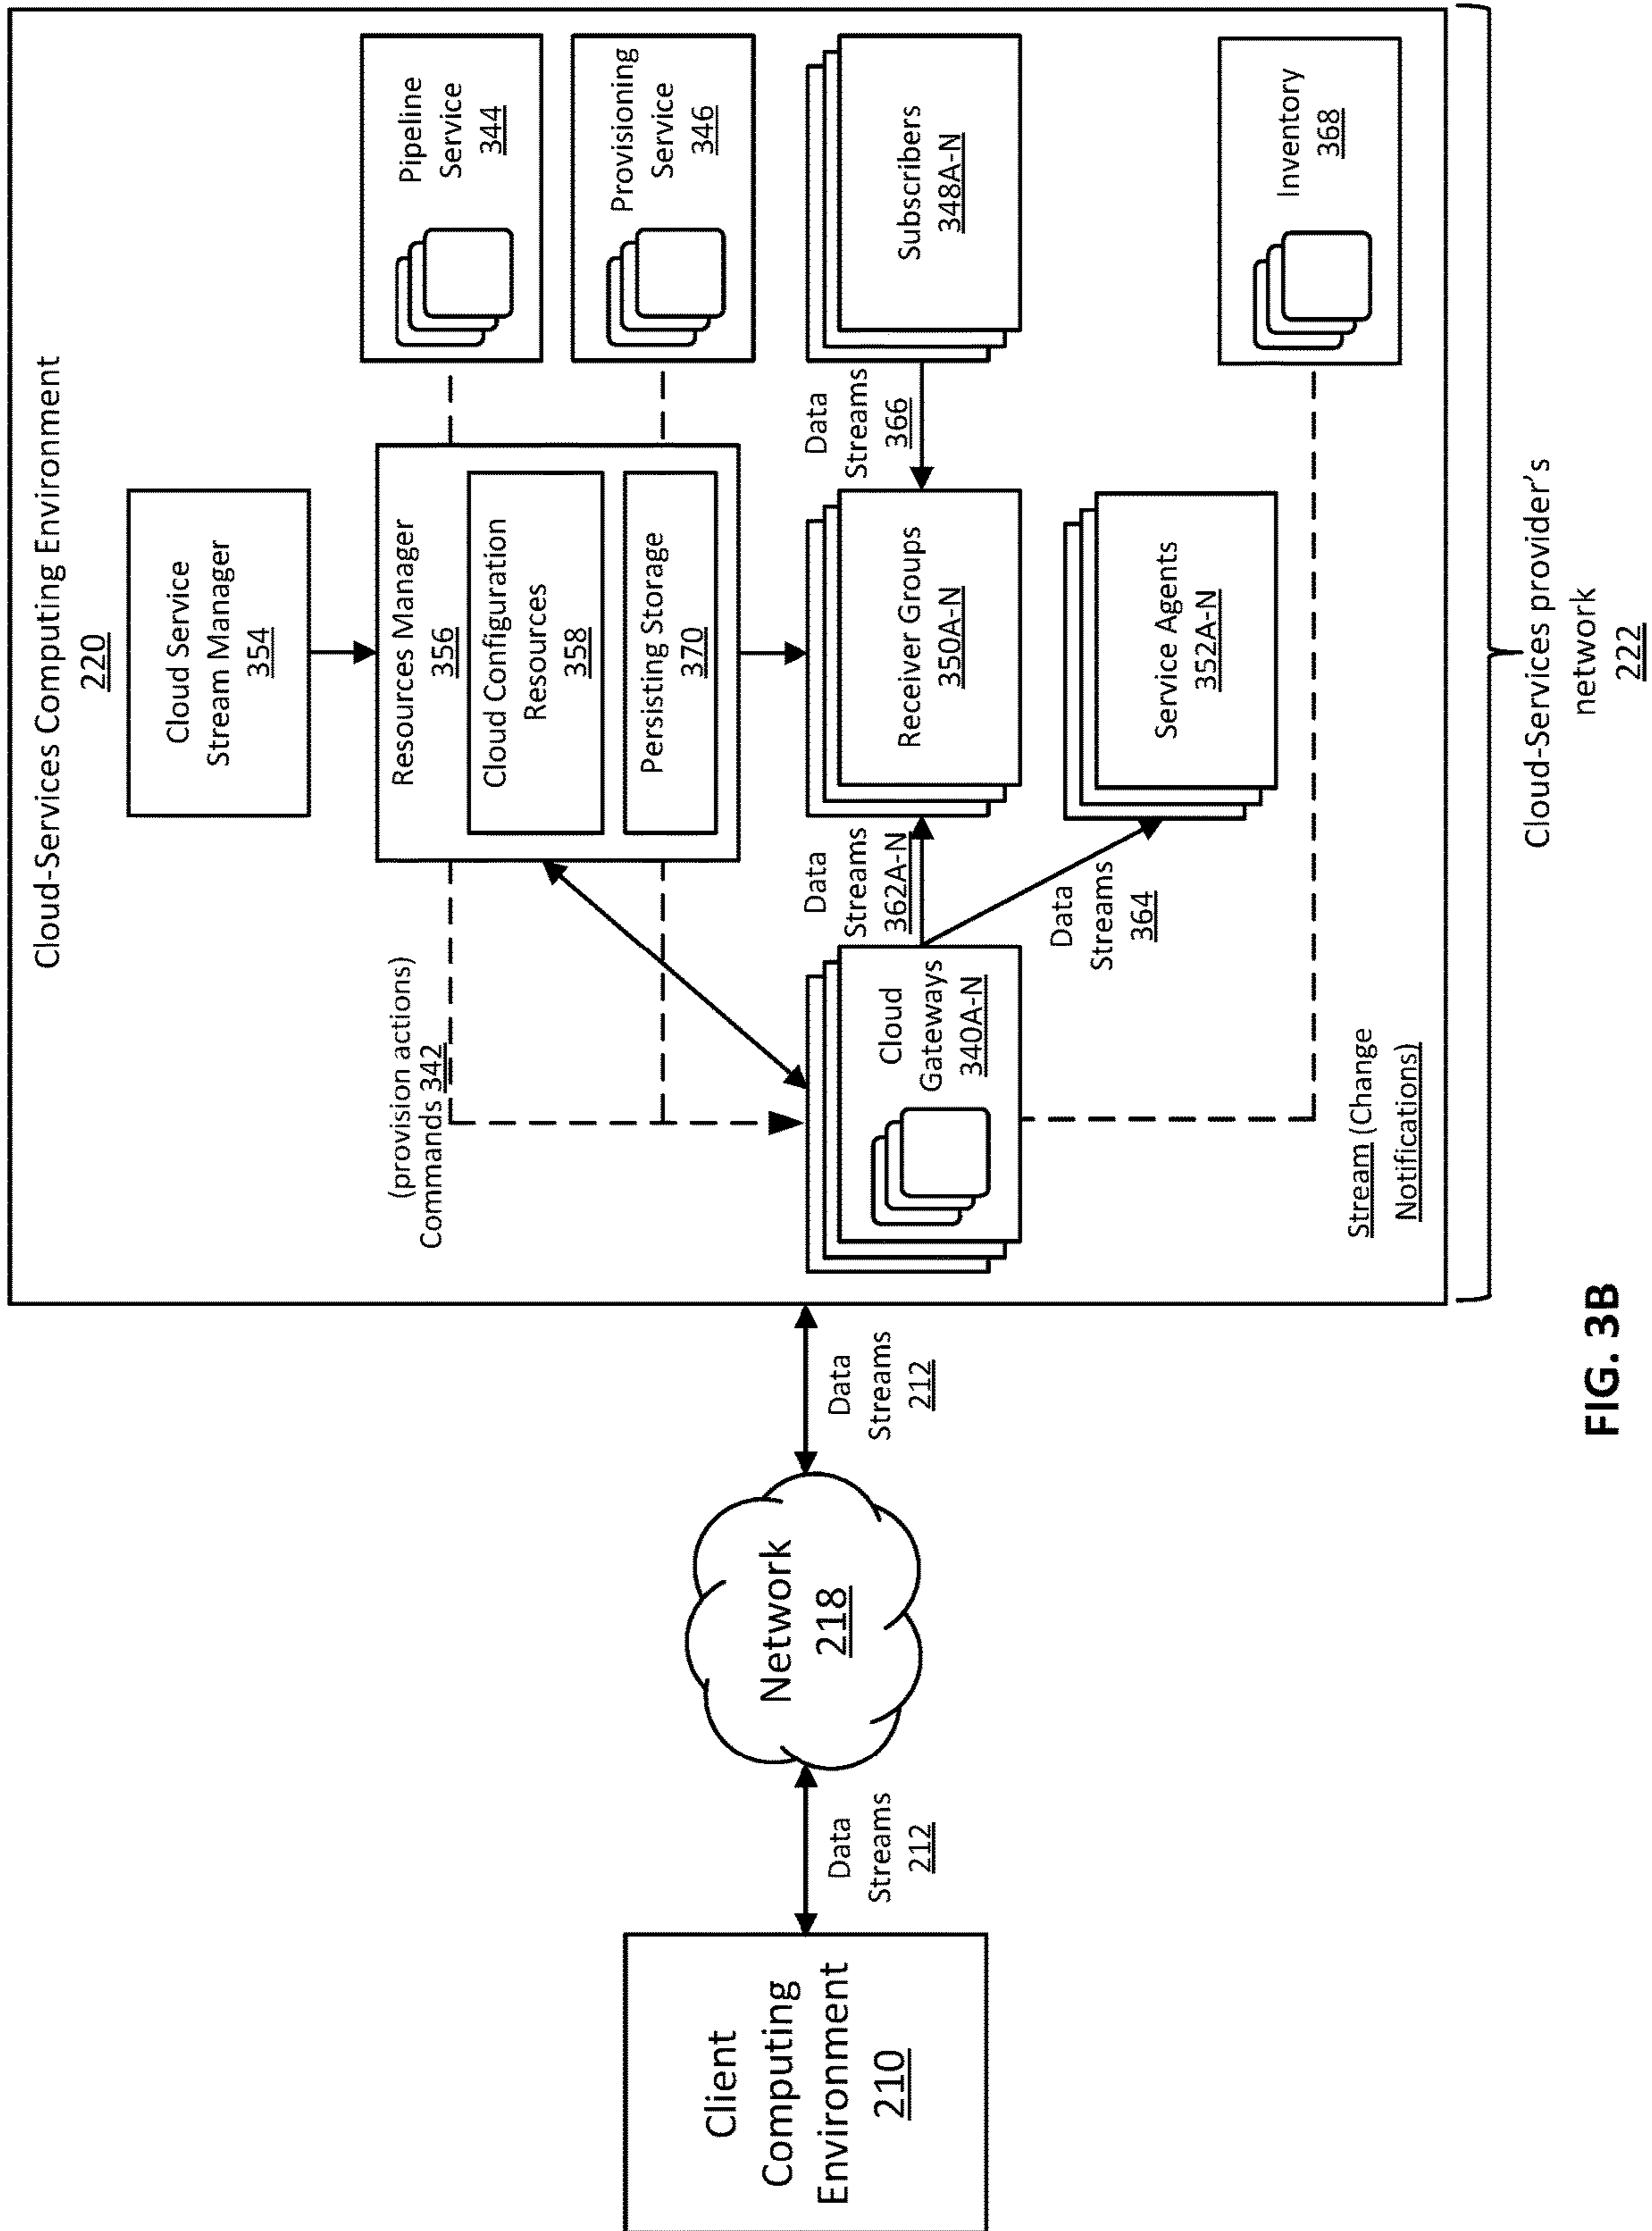 Cloud-Services Computing Environment
220
Cloud Service
Stream Manager
354
(provision actions)
Commands 342
Resources Manager
356
Cloud Configuration
Resources
358
Persisting Storage
370
Pipeline
Service
344
Provisioning
Service
346
Client
Computing
Environment
210
Data
Streams
212
Network
218
Data
Streams
212
Cloud
Gateways
340A-N
Data
Streams
362A-N
Receiver Groups
350A-N
Data
Streams
366
Subscribers
348A-N
Data
Streams
364
Service Agents
352A-N
Inventory
368
Stream (Change
Notifications)
Cloud-Services provider's
network
222
FIG. 3B